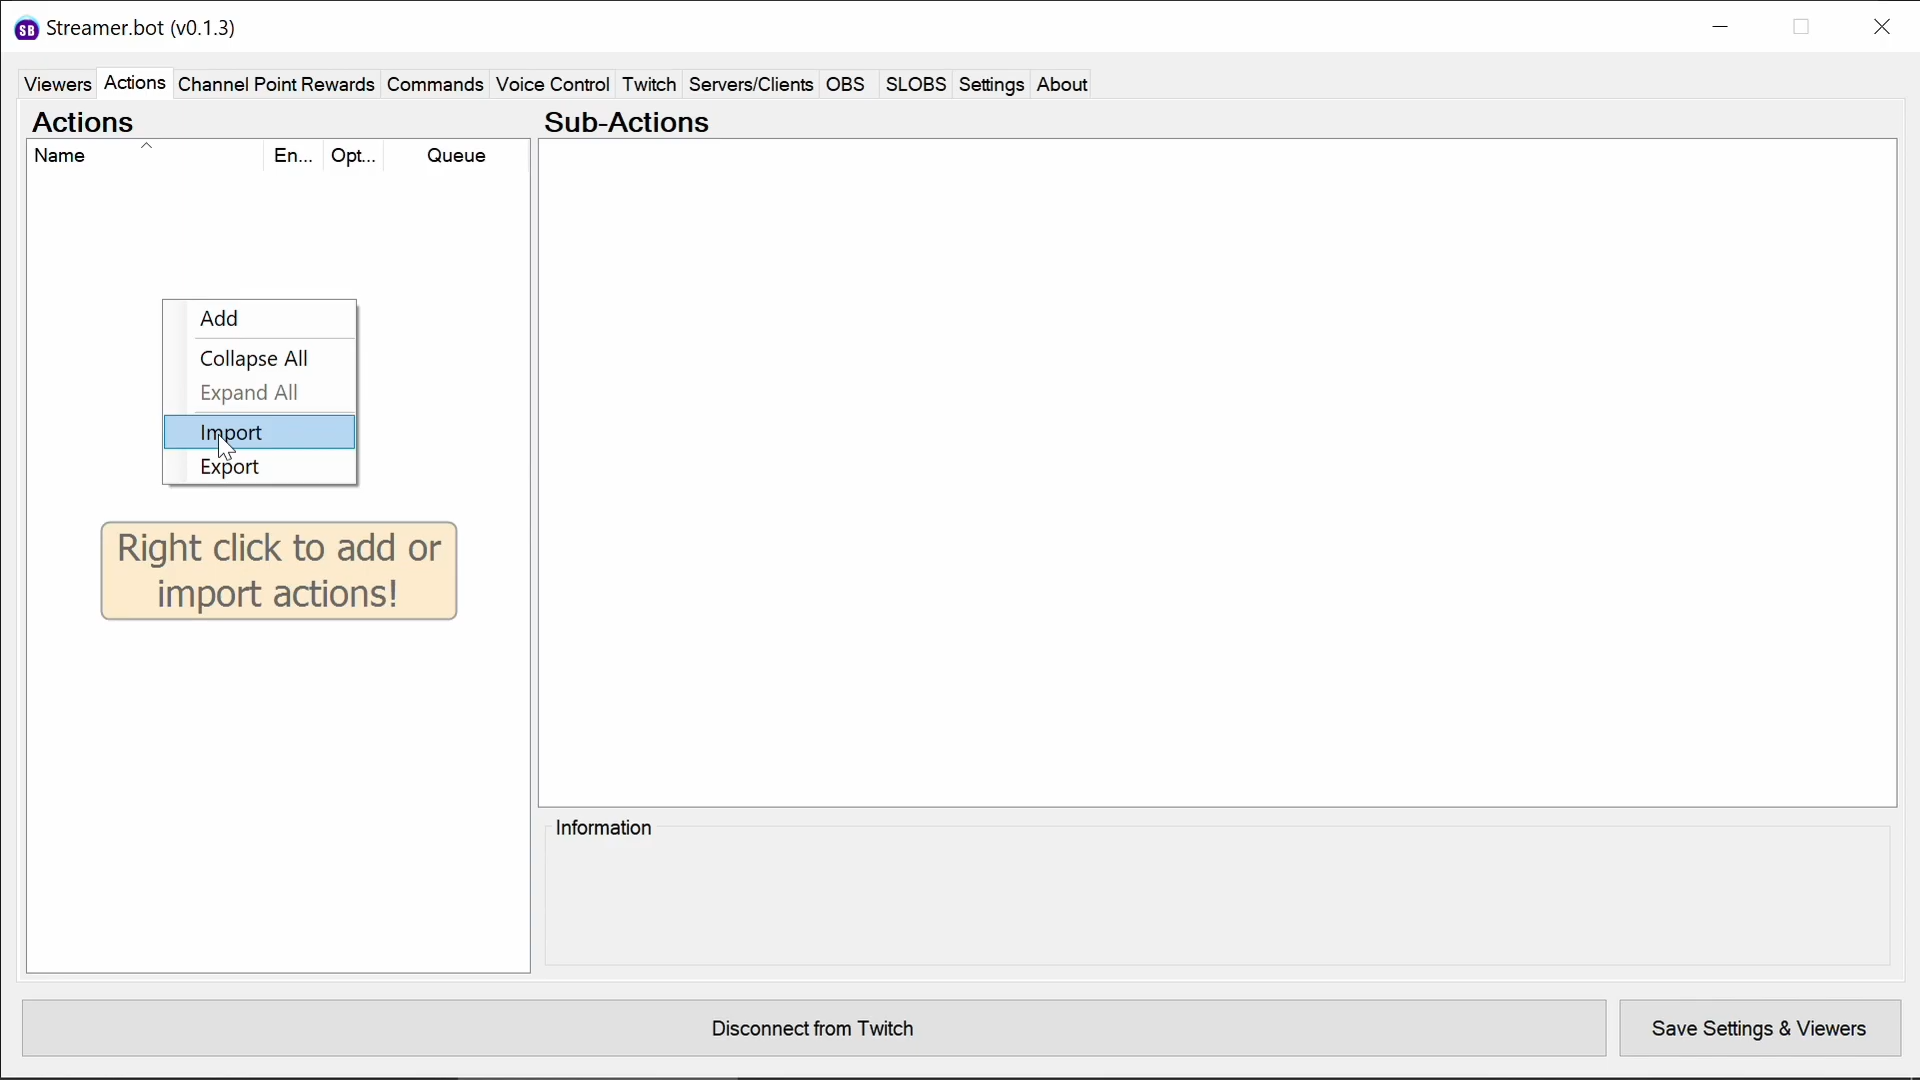 SB Streamer.bot (v0.1.3)
Viewers Actions Channel Point Rewards Commands Voice Control Twitch Servers/Clients OBS SLOBS Settings About
Actions
Name En... Opt... Queue
Add
Collapse All
Expand All
Import
Export
Right click to add or
import actions!
Sub-Actions
Information
Disconnect from Twitch
Save Settings & Viewers